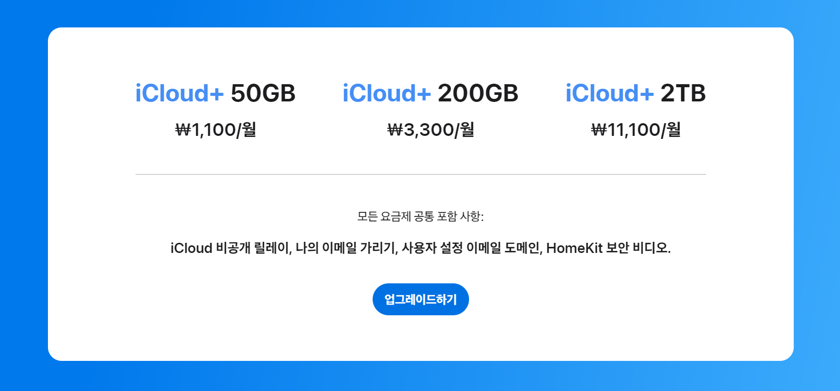 iCloud+ 50GB
₩1,100/월
iCloud+ 200GB
₩3,300/월
iCloud+ 2TB
₩11,100/월
모든 요금제 공통 포함 사항:
iCloud 비공개 릴레이, 나의 이메일 가리기, 사용자 설정 이메일 도메인, HomeKit 보안 비디오.
업그레이드하기